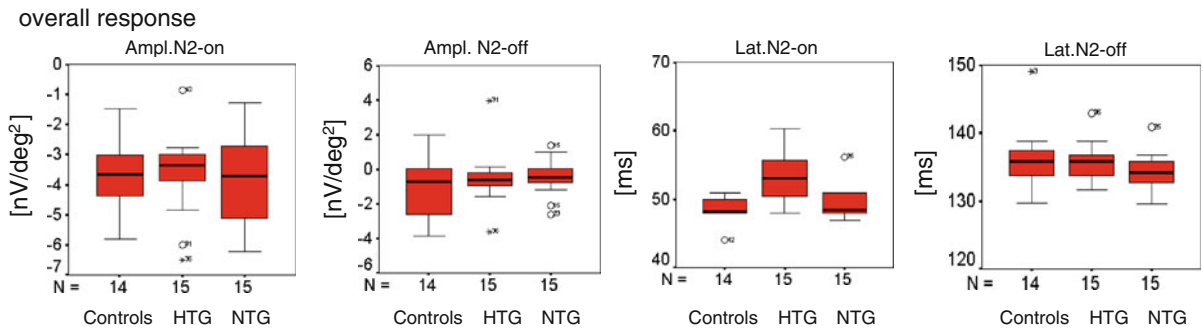 overall response
Ampl.N2-on
Ampl. N2-off
Lat.N2-on
Lat.N2-off
[nV/deg²]
0
-1
-2
-3
-4
-5
-6
-7
N = 14 15 15
Controls HTG NTG
[nV/deg²]
6
4
2
0
-2
-4
-6
N = 14 15 15
Controls HTG NTG
[ms]
70
60
50
40
N = 14 15 15
Controls HTG NTG
[ms]
150
140
130
120
N = 14 15 15
Controls HTG NTG